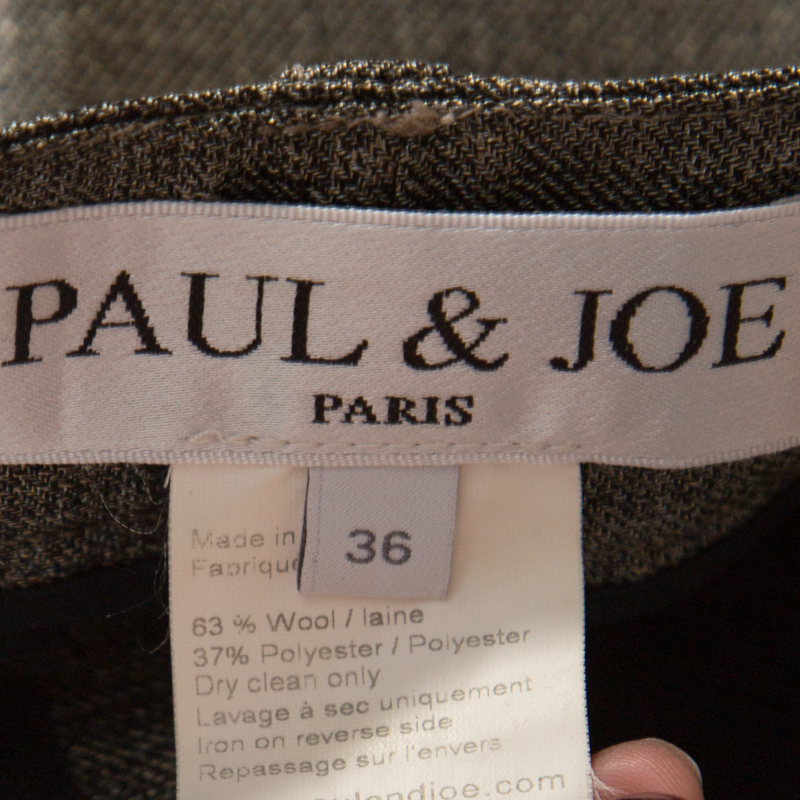 PAUL & JOE
PARIS
36
Made in
Fabrique
63 % Wool / laine
37% Polyester / Polyester
Dry clean only
Lavage à sec uniquement
Iron on reverse side
Repassage sur l'envers